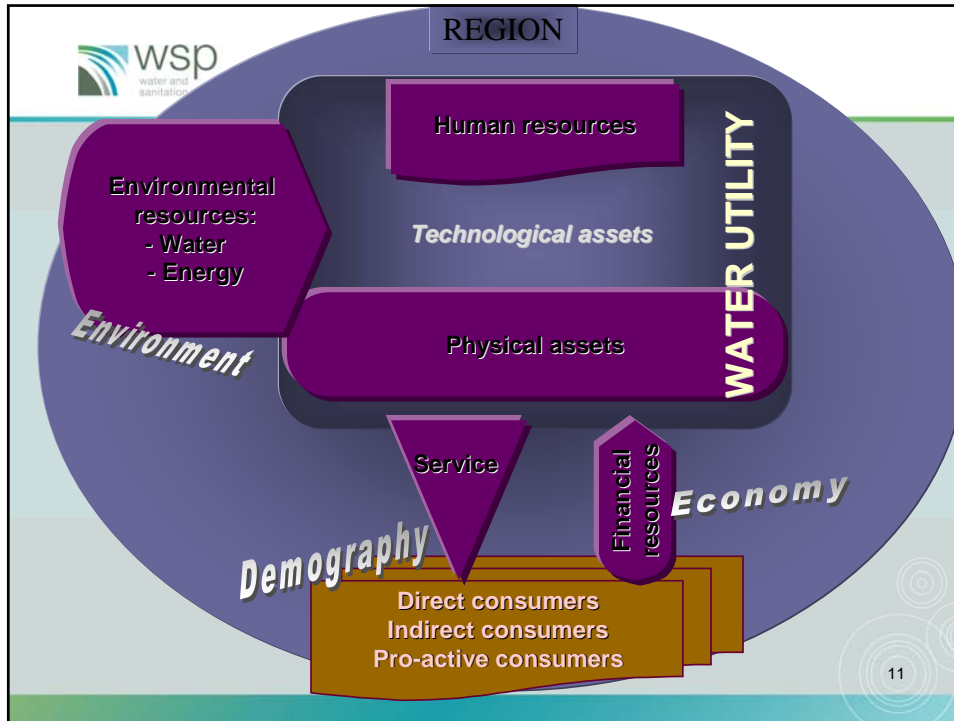 REGION
wsp
water and
sanitation
Human resources
WATER UTILITY
Environmental
resources:
- Water
- Energy
Technological assets
Environment
Physical assets
Service
Financial
resources
Economy
Demography
Direct consumers
Indirect consumers
Pro-active consumers
11